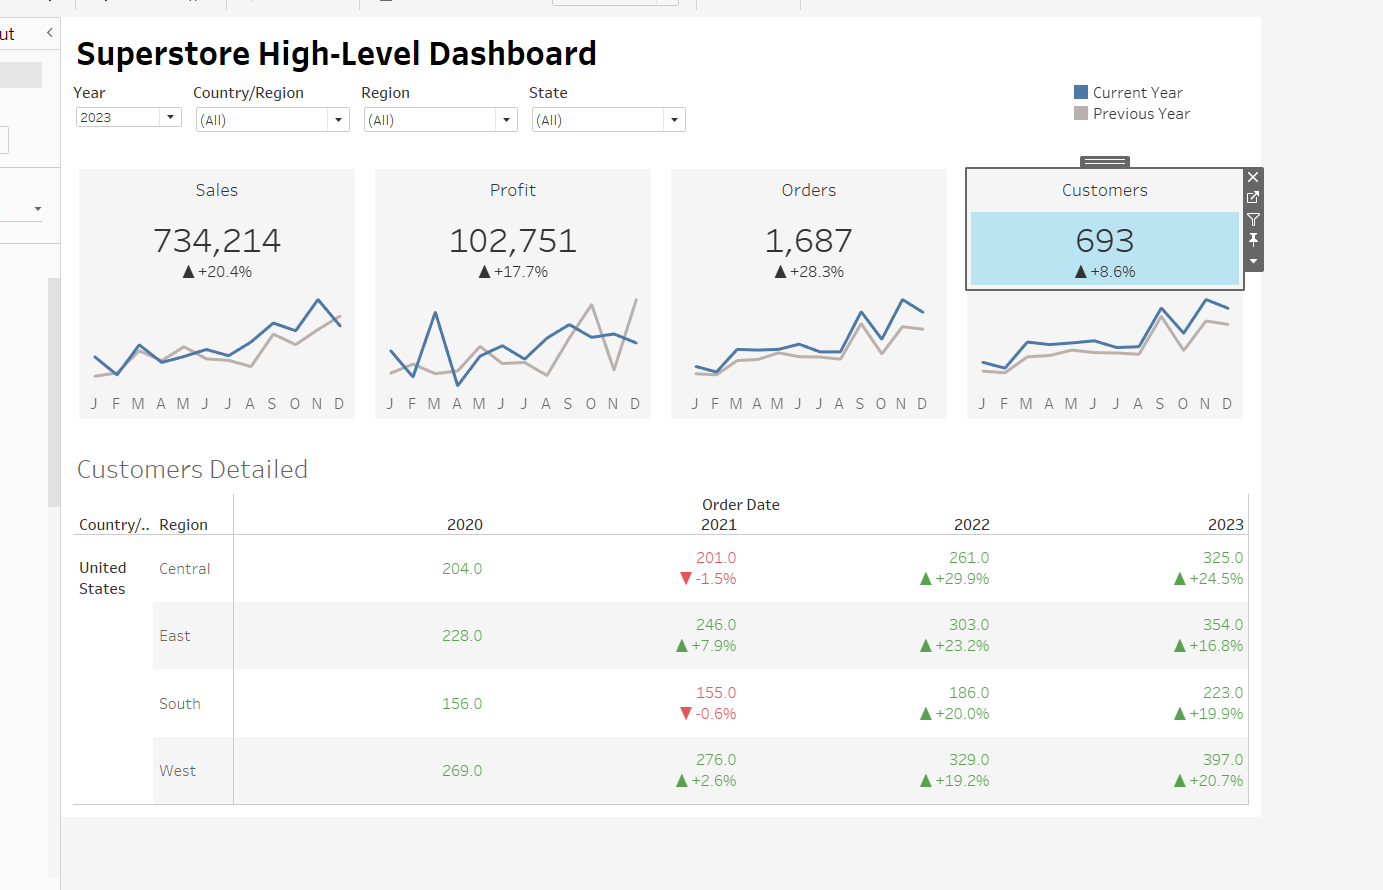 ut
Superstore High-Level Dashboard
Year
Country/Region
Region
State
2023
(All)
(All)
(All)
Current Year
Previous Year
Sales
734,214
▲ +20.4%
J F M A M J J A S O N D
Profit
102,751
▲ +17.7%
J F M A M J J A S O N D
Orders
1,687
▲ +28.3%
J F M A M J J A S O N D
Customers
693
▲ +8.6%
J F M A M J J A S O N D
Customers Detailed
Order Date
Country/.. Region 2020 2021 2022 2023
United States
Central 204.0 201.0 261.0 325.0
▼ -1.5% ▲ +29.9% ▲ +24.5%
East 228.0 246.0 303.0 354.0
▲ +7.9% ▲ +23.2% ▲ +16.8%
South 156.0 155.0 186.0 223.0
▼ -0.6% ▲ +20.0% ▲ +19.9%
West 269.0 276.0 329.0 397.0
▲ +2.6% ▲ +19.2% ▲ +20.7%